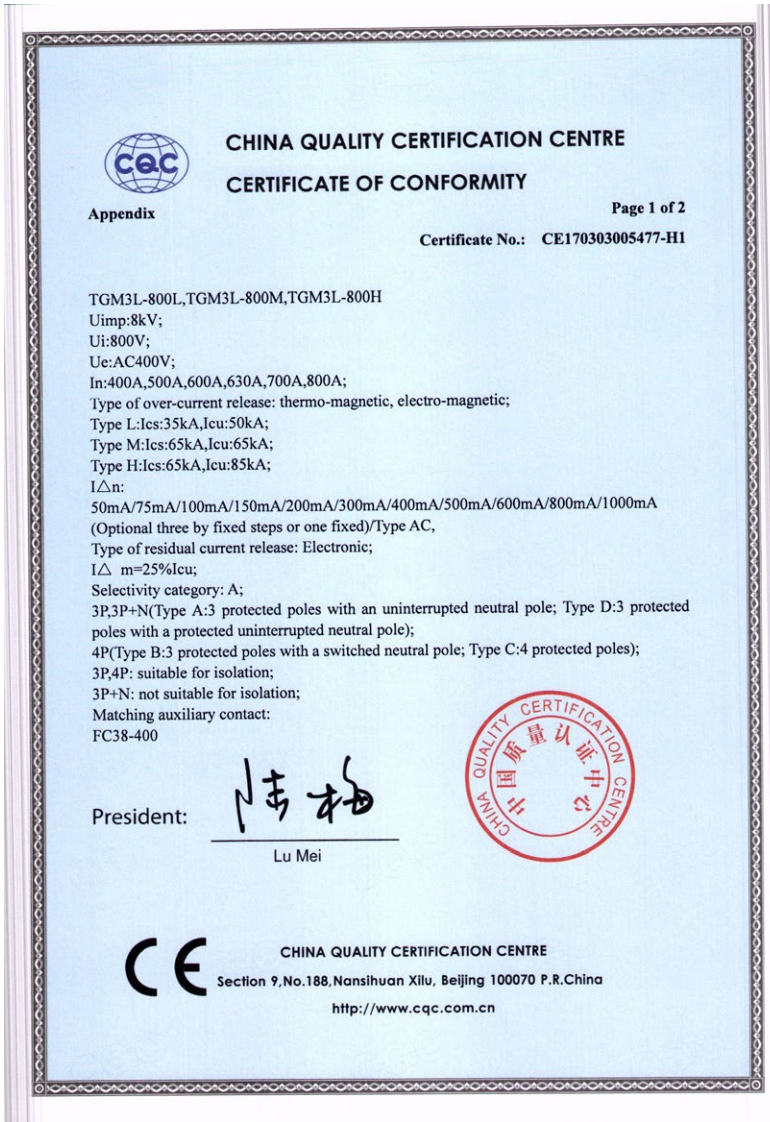 CQC
CHINA QUALITY CERTIFICATION CENTRE
CERTIFICATE OF CONFORMITY
Appendix
Page 1 of 2
Certificate No.: CE170303005477-H1
TGM3L-800L,TGM3L-800M,TGM3L-800H
Uimp:8kV;
Ui:800V;
Ue:AC400V;
In:400A,500A,600A,630A,700A,800A;
Type of over-current release: thermo-magnetic, electro-magnetic;
Type L:Ics:35kA,Icu:50kA;
Type M:Ics:65kA,Icu:65kA;
Type H:Ics:65kA,Icu:85kA;
I△n:
50mA/75mA/100mA/150mA/200mA/300mA/400mA/500mA/600mA/800mA/1000mA
(Optional three by fixed steps or one fixed)/Type AC,
Type of residual current release: Electronic;
I△ m=25%Icu;
Selectivity category: A;
3P,3P+N(Type A:3 protected poles with an uninterrupted neutral pole; Type D:3 protected
poles with a protected uninterrupted neutral pole);
4P(Type B:3 protected poles with a switched neutral pole; Type C:4 protected poles);
3P,4P: suitable for isolation;
3P+N: not suitable for isolation;
Matching auxiliary contact:
FC38-400
CHINA QUALITY CERTIFICATION CENTRE
中国质量认证中心
President:
陆梅
Lu Mei
CE
CHINA QUALITY CERTIFICATION CENTRE
Section 9,No.188,Nansihuan Xilu, Beijing 100070 P.R.China
http://www.cqc.com.cn